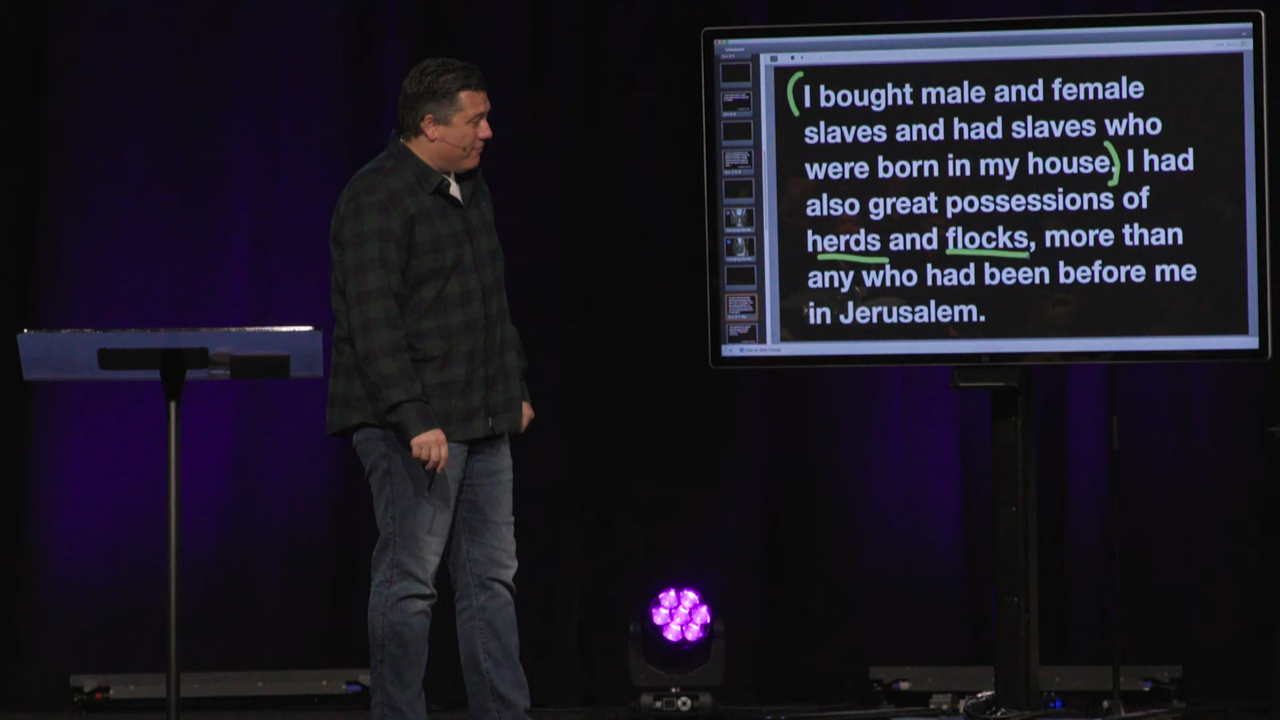 I bought male and female
slaves and had slaves who
were born in my house. I had
also great possessions of
herds and flocks, more than
any who had been before me
in Jerusalem.